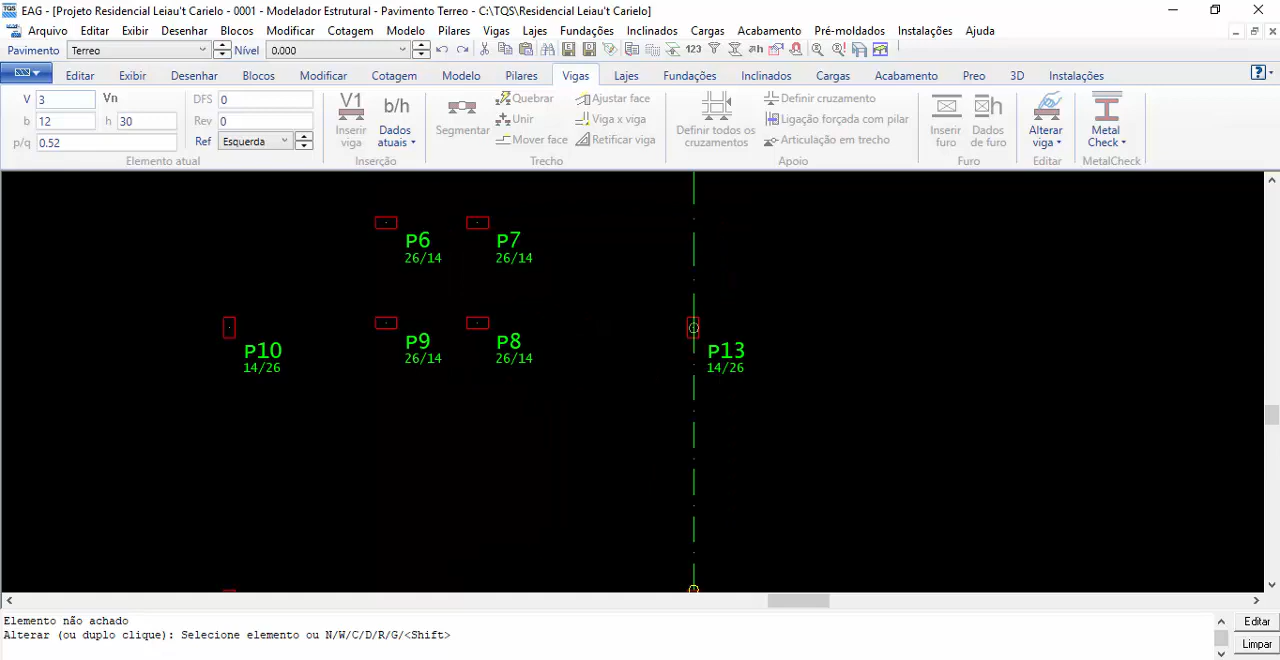 EAG - [Projeto Residencial Leiau't Carielo - 0001 - Modelador Estrutural - Pavimento Terreo - C:\TQS\Residencial Leiau't Carielo]
Arquivo Editar Exibir Desenhar Blocos Modificar Cotagem Modelo Pilares Vigas Lajes Fundações Inclinados Cargas Acabamento Pré-moldados Instalações Ajuda
Pavimento Terreo Nível 0.000 123
Editar Exibir Desenhar Blocos Modificar Cotagem Modelo Pilares Vigas Lajes Fundações Inclinados Cargas Acabamento Preo 3D Instalações
V 3 Vn
b 12 h 30
p/q 0.52
DFS 0
Rev 0
Ref Esquerda
Elemento atual
V1 Inserir viga
b/h Dados atuais
Inserção
Segmentar
Quebrar
Unir
Mover face
Ajustar face
Viga x viga
Retificar viga
Trecho
Definir todos os cruzamentos
Definir cruzamento
Ligação forçada com pilar
Articulação em trecho
Apoio
Inserir furo
Dados de furo
Furo
Alterar viga
Editar
Metal Check
MetalCheck
P6
26/14
P7
26/14
P10
14/26
P9
26/14
P8
26/14
P13
14/26
Elemento não achado
Alterar (ou duplo clique): Selecione elemento ou N/W/C/D/R/G/<Shift>
Editar
Limpar